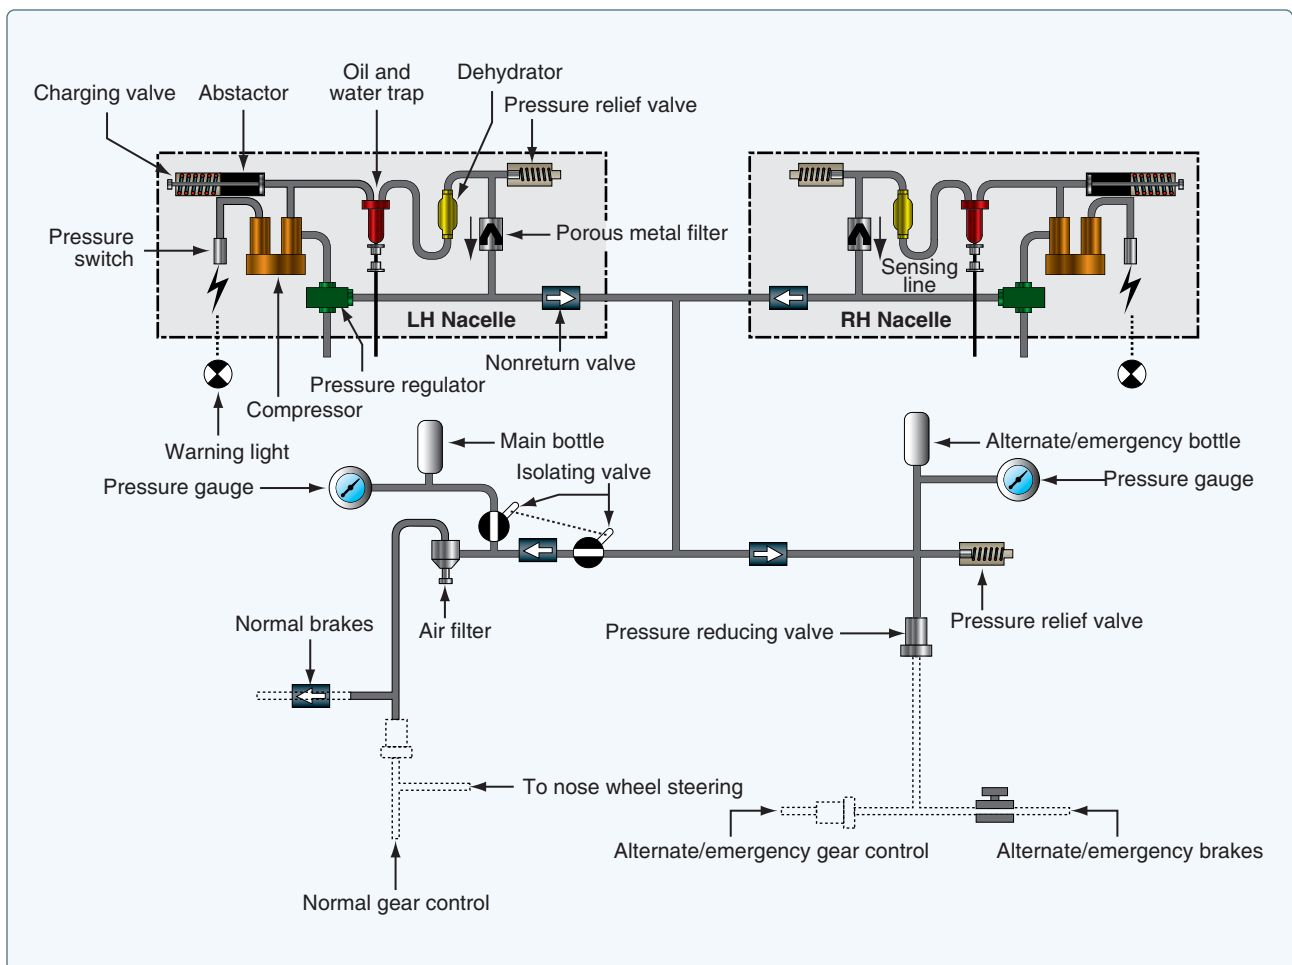 Charging valve
Abstactor
Oil and
water trap
Dehydrator
Pressure relief valve
Pressure
switch
Porous metal filter
Sensing
line
LH Nacelle
RH Nacelle
Nonreturn valve
Pressure regulator
Compressor
Warning light
Main bottle
Alternate/emergency bottle
Isolating valve
Pressure gauge
Pressure gauge
Normal brakes
Air filter
Pressure reducing valve
Pressure relief valve
To nose wheel steering
Alternate/emergency gear control
Alternate/emergency brakes
Normal gear control